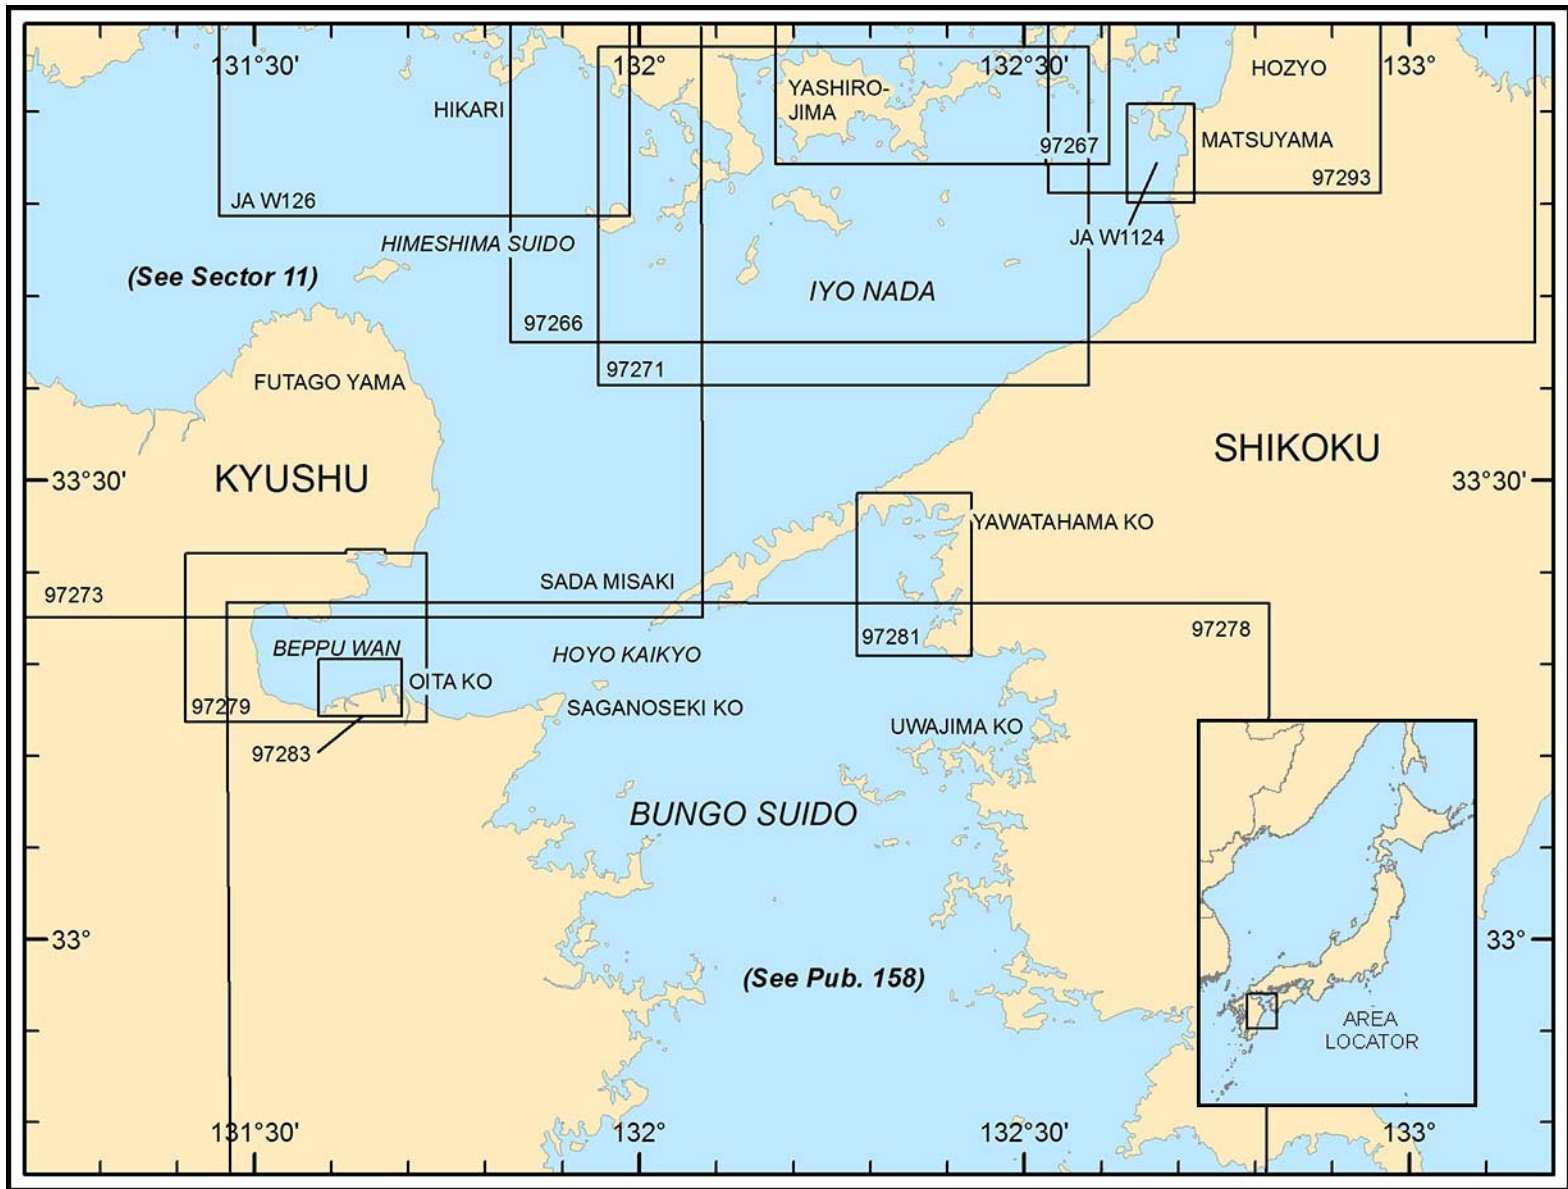 131°30'
132°
132°30'
133°
HOZYO
HIKARI
YASHIRO-
JIMA
97267
MATSUYAMA
97293
JA W126
JA W1124
HIMESHIMA SUIDO
(See Sector 11)
IYO NADA
97266
97271
FUTAGO YAMA
KYUSHU
SHIKOKU
33°30'
33°30'
YAWATAHAMA KO
97273
SADA MISAKI
97281
97278
BEPPU WAN
HOYO KAIKYO
OITA KO
97279
SAGANOSEKI KO
UWAJIMA KO
97283
BUNGO SUIDO
33°
33°
(See Pub. 158)
AREA
LOCATOR
131°30'
132°
132°30'
133°